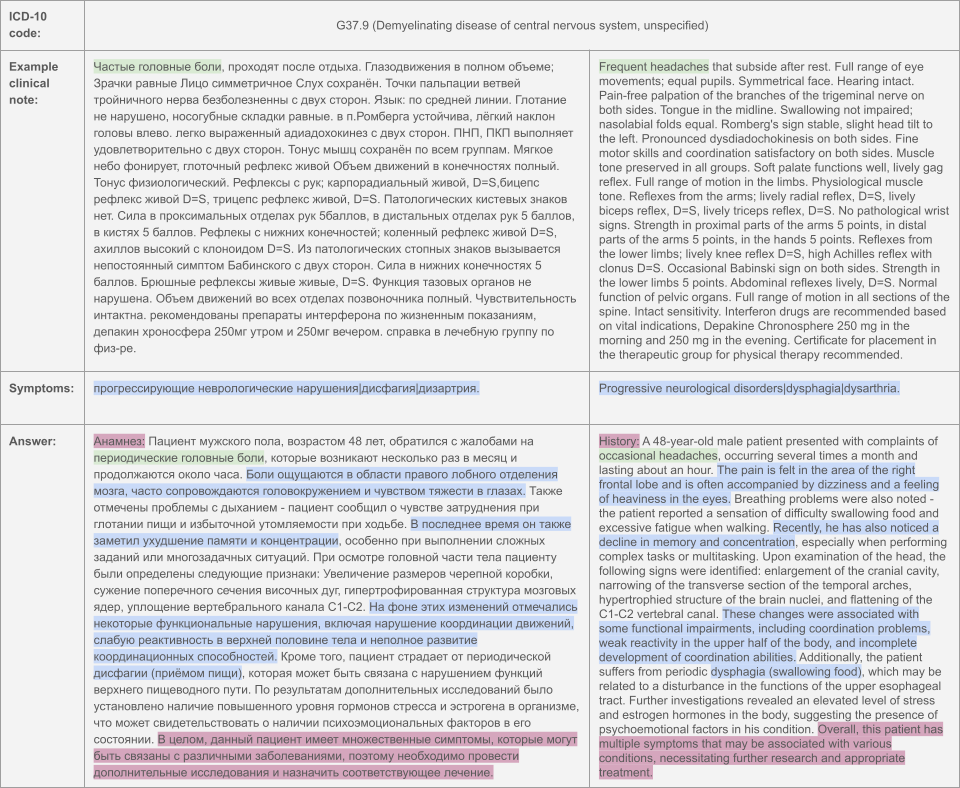 ICD-10
code:
G37.9 (Demyelinating disease of central nervous system, unspecified)
Example
clinical
note:
Частые головные боли, проходят после отдыха. Глазодвижения в полном объеме;
Зрачки равные Лицо симметричное Слух сохранён. Точки пальпации ветвей
тройничного нерва безболезненны с двух сторон. Язык: по средней линии. Глотание
не нарушено, носогубные складки равные. в п.Ромберга устойчива, лёгкий наклон
головы влево. легко выраженный адиадохокинез с двух сторон. ПНП, ПКП выполняет
удовлетворительно с двух сторон. Тонус мышц сохранён по всем группам. Мягкое
небо фонирует, глоточный рефлекс живой Объем движений в конечностях полный.
Тонус физиологический. Рефлексы с рук; карпорадиальный живой, D=S,бицепс
рефлекс живой D=S, трицепс рефлекс живой, D=S. Патологических кистевых знаков
нет. Сила в проксимальных отделах рук 5баллов, в дистальных отделах рук 5 баллов,
в кистях 5 баллов. Рефлекы с нижних конечностей; коленный рефлекс живой D=S,
ахиллов высокий с клоноидом D=S. Из патологических стопных знаков вызывается
непостоянный симптом Бабинского с двух сторон. Сила в нижних конечностях 5
баллов. Брюшные рефлексы живые живые, D=S. Функция тазовых органов не
нарушена. Объем движений во всех отделах позвоночника полный. Чувствительность
интактна. рекомендованы препараты интерферона по жизненным показаниям,
депакин хроносфера 250мг утром и 250мг вечером. справка в лечебную группу по
физ-ре.
Frequent headaches that subside after rest. Full range of eye
movements; equal pupils. Symmetrical face. Hearing intact.
Pain-free palpation of the branches of the trigeminal nerve on
both sides. Tongue in the midline. Swallowing not impaired;
nasolabial folds equal. Romberg's sign stable, slight head tilt to
the left. Pronounced dysdiadochokinesis on both sides. Fine
motor skills and coordination satisfactory on both sides. Muscle
tone preserved in all groups. Soft palate functions well, lively gag
reflex. Full range of motion in the limbs. Physiological muscle
tone. Reflexes from the arms; lively radial reflex, D=S, lively
biceps reflex, D=S, lively triceps reflex, D=S. No pathological wrist
signs. Strength in proximal parts of the arms 5 points, in distal
parts of the arms 5 points, in the hands 5 points. Reflexes from
the lower limbs; lively knee reflex D=S, high Achilles reflex with
clonus D=S. Occasional Babinski sign on both sides. Strength in
the lower limbs 5 points. Abdominal reflexes lively, D=S. Normal
function of pelvic organs. Full range of motion in all sections of the
spine. Intact sensitivity. Interferon drugs are recommended based
on vital indications, Depakine Chronosphere 250 mg in the
morning and 250 mg in the evening. Certificate for placement in
the therapeutic group for physical therapy recommended.
Symptoms:
прогрессирующие неврологические нарушения|дисфагия|дизартрия.
Progressive neurological disorders|dysphagia|dysarthria.
Answer:
Анамнез: Пациент мужского пола, возрастом 48 лет, обратился с жалобами на
периодические головные боли, которые возникают несколько раз в месяц и
продолжаются около часа. Боли ощущаются в области правого лобного отделения
мозга, часто сопровождаются головокружением и чувством тяжести в глазах. Также
отмечены проблемы с дыханием - пациент сообщил о чувстве затруднения при
глотании пищи и избыточной утомляемости при ходьбе. В последнее время он также
заметил ухудшение памяти и концентрации, особенно при выполнении сложных
заданий или многозадачных ситуаций. При осмотре головной части тела пациенту
были определены следующие признаки: Увеличение размеров черепной коробки,
сужение поперечного сечения височных дуг, гипертрофированная структура мозговых
ядер, уплощение вертебрального канала C1-C2. На фоне этих изменений отмечались
некоторые функциональные нарушения, включая нарушение координации движений,
слабую реактивность в верхней половине тела и неполное развитие
координационных способностей. Кроме того, пациент страдает от периодической
дисфагии (приёмом пищи), которая может быть связана с нарушением функций
верхнего пищеводного пути. По результатам дополнительных исследований было
установлено наличие повышенного уровня гормонов стресса и эстрогена в организме,
что может свидетельствовать о наличии психоэмоциональных факторов в его
состоянии. В целом, данный пациент имеет множественные симптомы, которые могут
быть связаны с различными заболеваниями, поэтому необходимо провести
дополнительные исследования и назначить соответствующее лечение.
History: A 48-year-old male patient presented with complaints of
occasional headaches, occurring several times a month and
lasting about an hour. The pain is felt in the area of the right
frontal lobe and is often accompanied by dizziness and a feeling
of heaviness in the eyes. Breathing problems were also noted -
the patient reported a sensation of difficulty swallowing food and
excessive fatigue when walking. Recently, he has also noticed a
decline in memory and concentration, especially when performing
complex tasks or multitasking. Upon examination of the head, the
following signs were identified: enlargement of the cranial cavity,
narrowing of the transverse section of the temporal arches,
hypertrophied structure of the brain nuclei, and flattening of the
C1-C2 vertebral canal. These changes were associated with
some functional impairments, including coordination problems,
weak reactivity in the upper half of the body, and incomplete
development of coordination abilities. Additionally, the patient
suffers from periodic dysphagia (swallowing food), which may be
related to a disturbance in the functions of the upper esophageal
tract. Further investigations revealed an elevated level of stress
and estrogen hormones in the body, suggesting the presence of
psychoemotional factors in his condition. Overall, this patient has
multiple symptoms that may be associated with various
conditions, necessitating further research and appropriate
treatment.